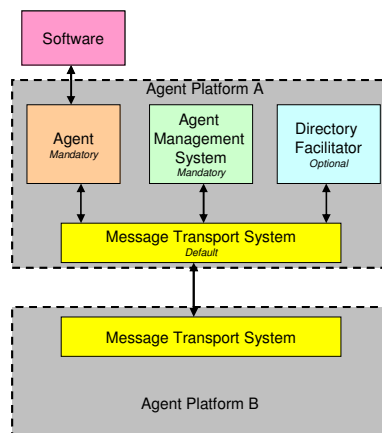 Software
Agent Platform A
Agent
Mandatory
Agent
Management
System
Mandatory
Directory
Facilitator
Optional
Message Transport System
Default
Message Transport System
Agent Platform B